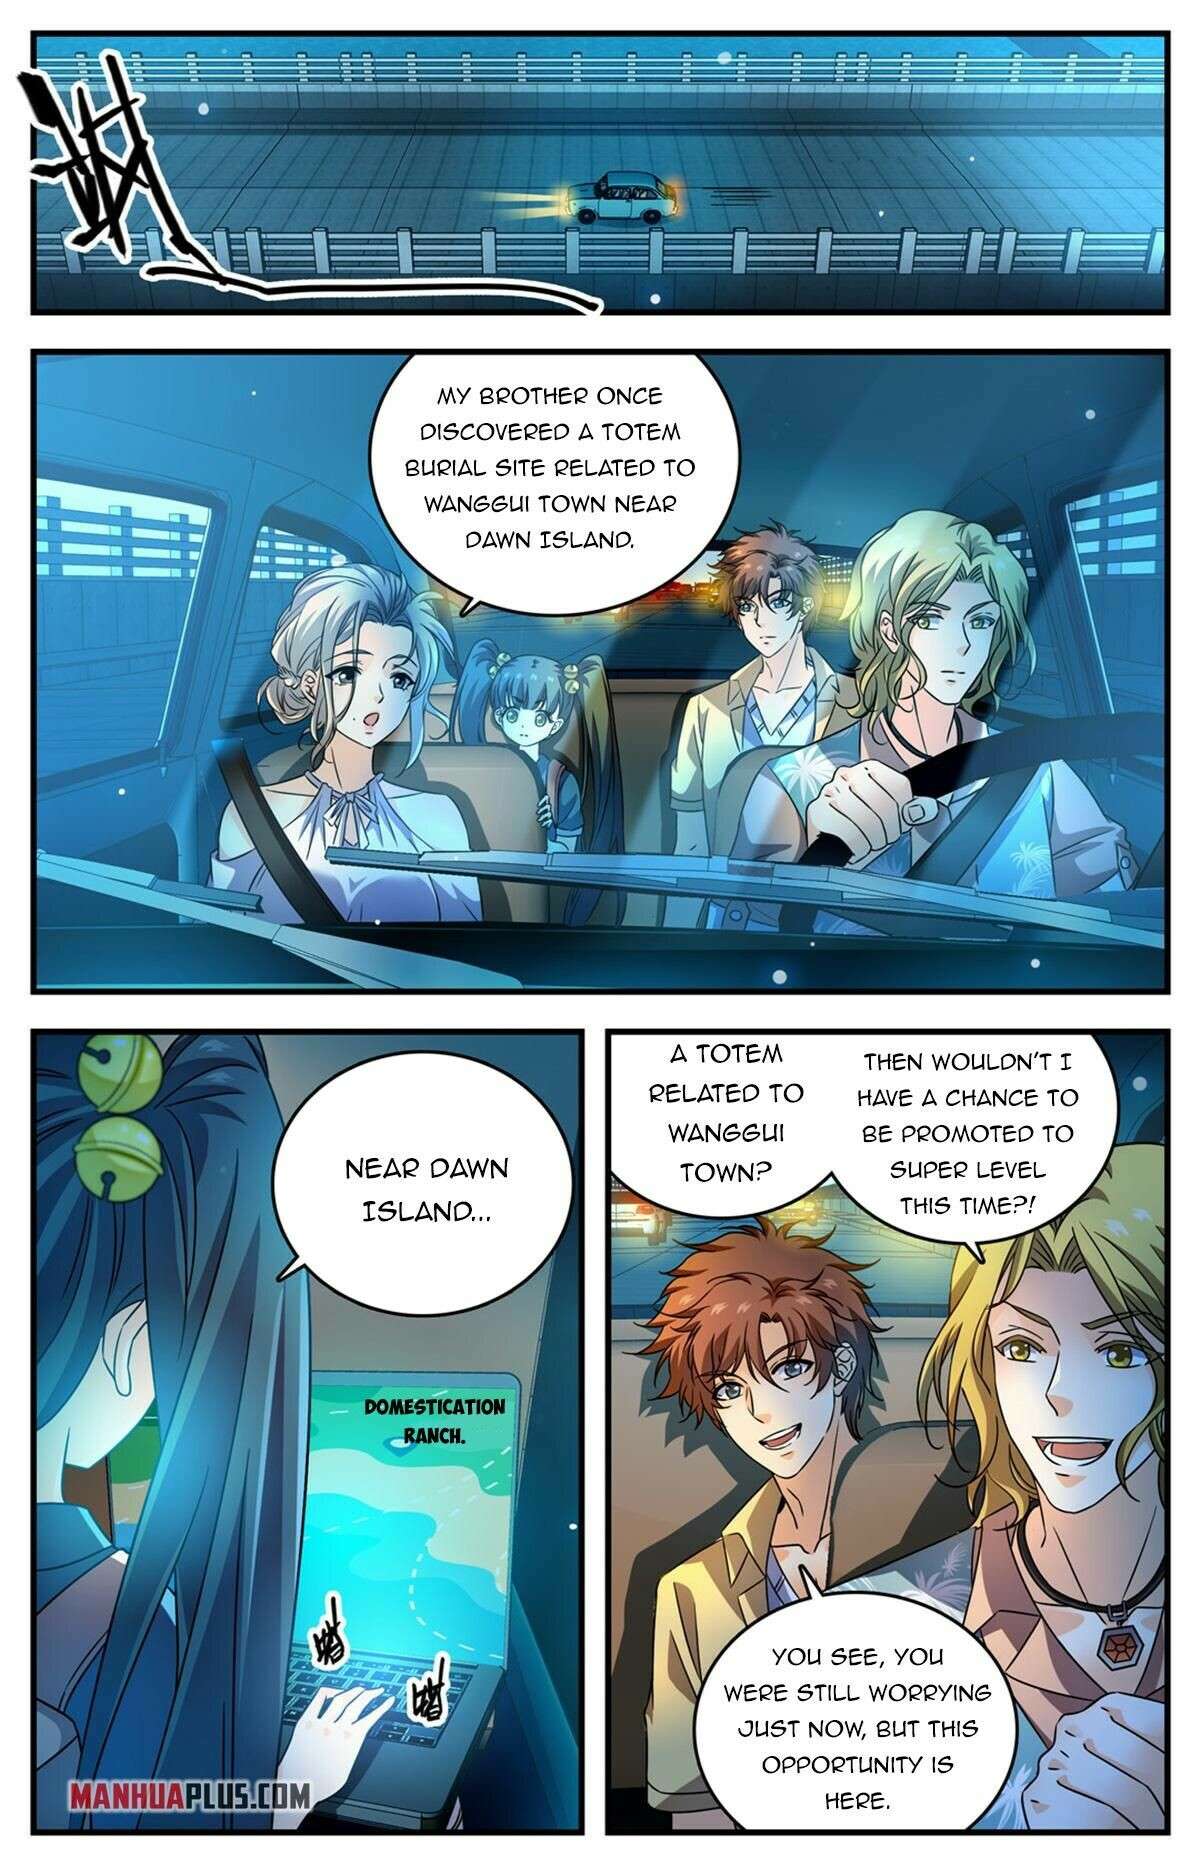 MY BROTHER ONCE
DISCOVERED A TOTEM
BURIAL SITE RELATED TO
WANGGUI TOWN NEAR
DAWN ISLAND.
NEAR DAWN
ISLAND...
DOMESTICATION
RANCH.
A TOTEM
RELATED TO
WANGGUI
TOWN?
THEN WOULDN'T I
HAVE A CHANCE TO
BE PROMOTED TO
SUPER LEVEL
THIS TIME?!
YOU SEE, YOU
WERE STILL WORRYING
JUST NOW, BUT THIS
OPPORTUNITY IS
HERE.
MANHUAPLUS.COM